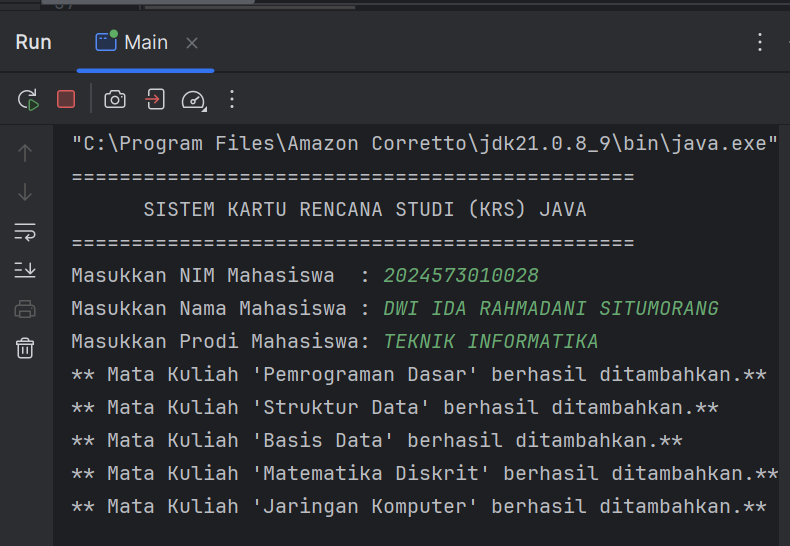 Run
Main
"C:\Program Files\Amazon Corretto\jdk21.0.8_9\bin\java.exe"
===============================================
SISTEM KARTU RENCANA STUDI (KRS) JAVA
===============================================
Masukkan NIM Mahasiswa  : 2024573010028
Masukkan Nama Mahasiswa : DWI IDA RAHMADANI SITUMORANG
Masukkan Prodi Mahasiswa: TEKNIK INFORMATIKA
** Mata Kuliah 'Pemrograman Dasar' berhasil ditambahkan.**
** Mata Kuliah 'Struktur Data' berhasil ditambahkan.**
** Mata Kuliah 'Basis Data' berhasil ditambahkan.**
** Mata Kuliah 'Matematika Diskrit' berhasil ditambahkan.**
** Mata Kuliah 'Jaringan Komputer' berhasil ditambahkan.**